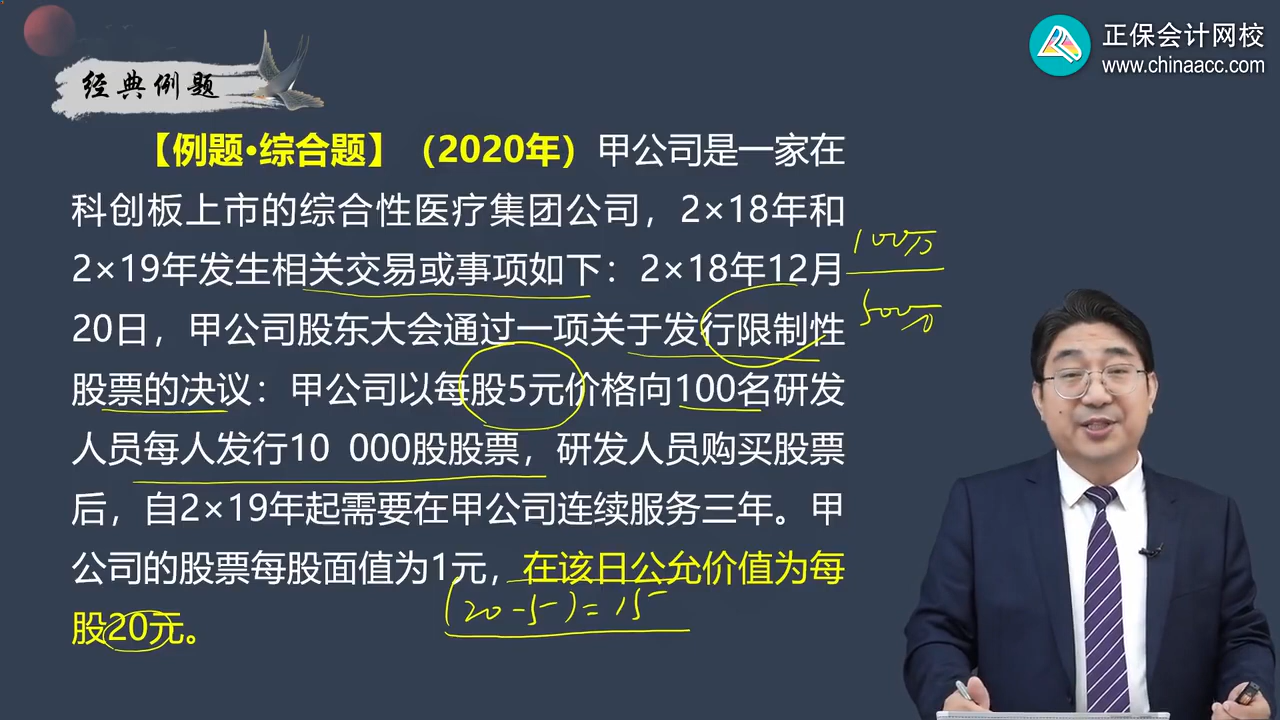 正保会计网校
www.chinaacc.com
经典例题
【例题•综合题】（2020年）甲公司是一家在
科创板上市的综合性医疗集团公司，2×18年和
2×19年发生相关交易或事项如下：2×18年12月
20日，甲公司股东大会通过一项关于发行限制性
股票的决议：甲公司以每股5元价格向100名研发
人员每人发行10 000股股票，研发人员购买股票
后，自2×19年起需要在甲公司连续服务三年。甲
公司的股票每股面值为1元，在该日公允价值为每
股20元。
100万
500万
(20-5)=15